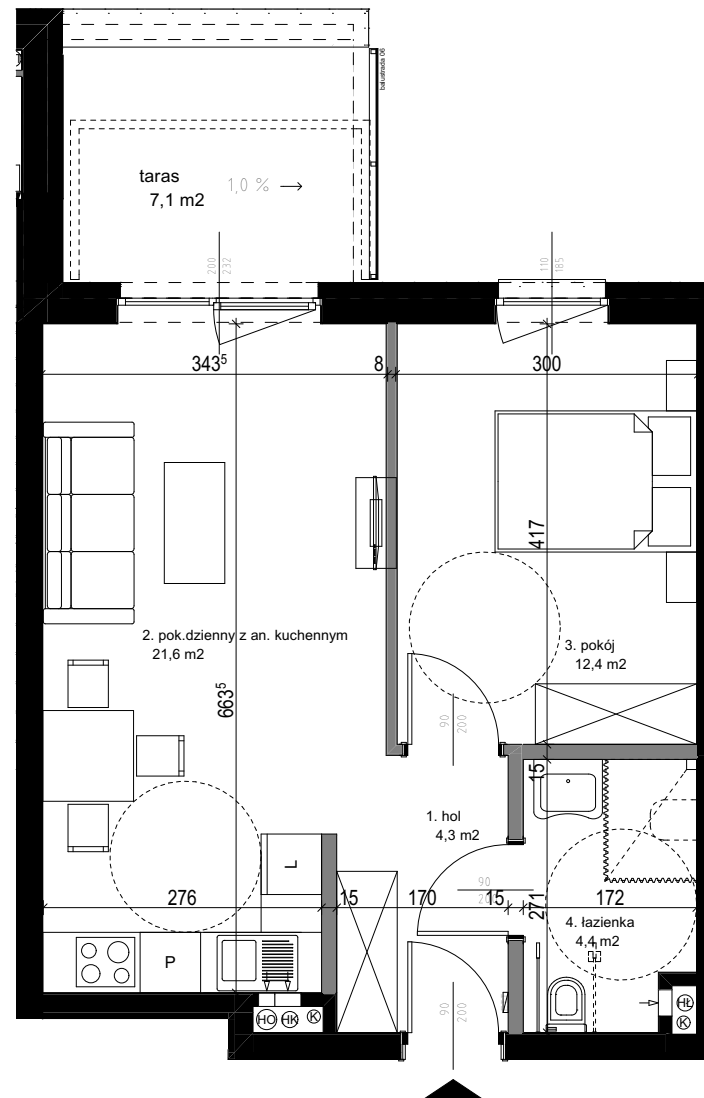 balustrada 06
taras
7,1 m2
1,0 %
200
232
110
185
343⁵
8
300
417
2. pok.dzienny z an. kuchennym
21,6 m2
3. pokój
12,4 m2
663⁵
90
200
15
1. hol
4,3 m2
L
276
15
170
15
90
271
172
4. łazienka
4,4 m2
P
HO
HK
K
90
200
HŁ
K